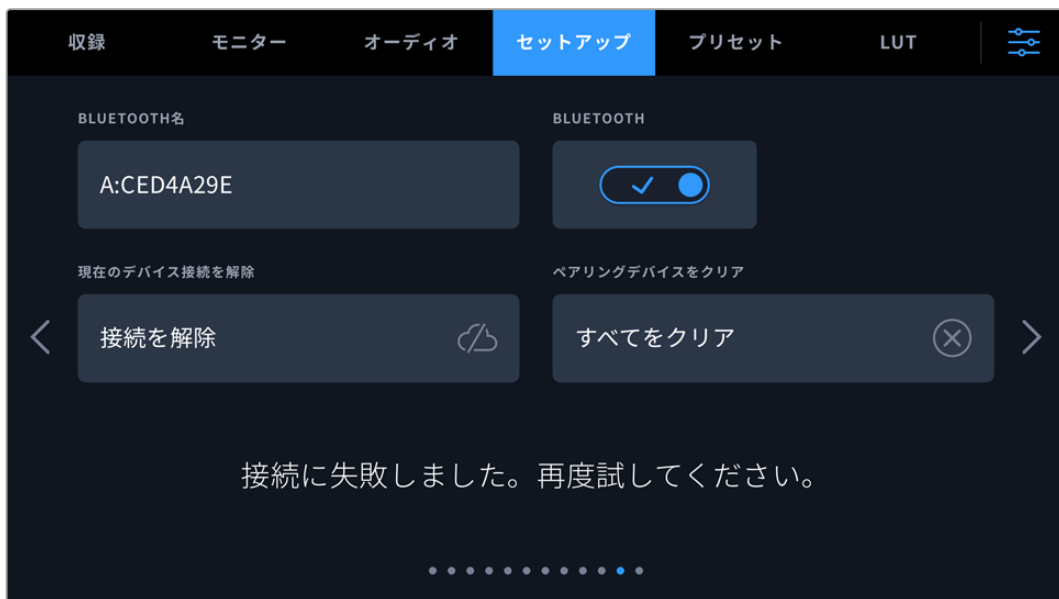 収録 モニター オーディオ セットアップ プリセット LUT
BLUETOOTH名 BLUETOOTH
A:CED4A29E
現在のデバイス接続を解除 ペアリングデバイスをクリア
接続を解除 すべてをクリア
接続に失敗しました。再度試してください。